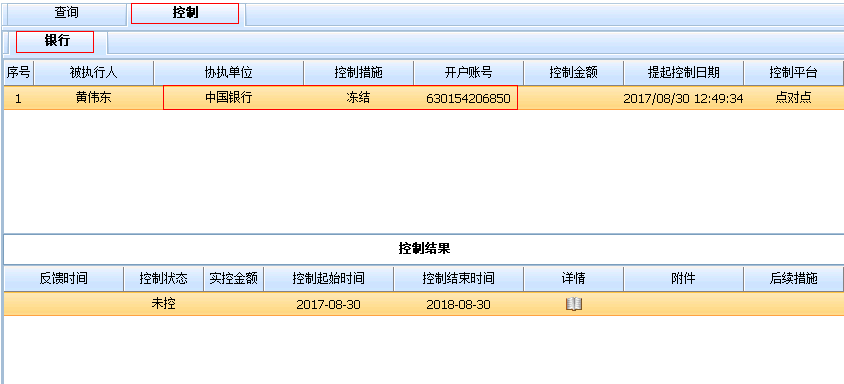 查询 控制
银行
序号 被执行人 协执单位 控制措施 开户账号 控制金额 提起控制日期 控制平台
1 黄伟东 中国银行 冻结 630154206850 2017/08/30 12:49:34 点对点
控制结果
反馈时间 控制状态 实控金额 控制起始时间 控制结束时间 详情 附件 后续措施
未控 2017-08-30 2018-08-30